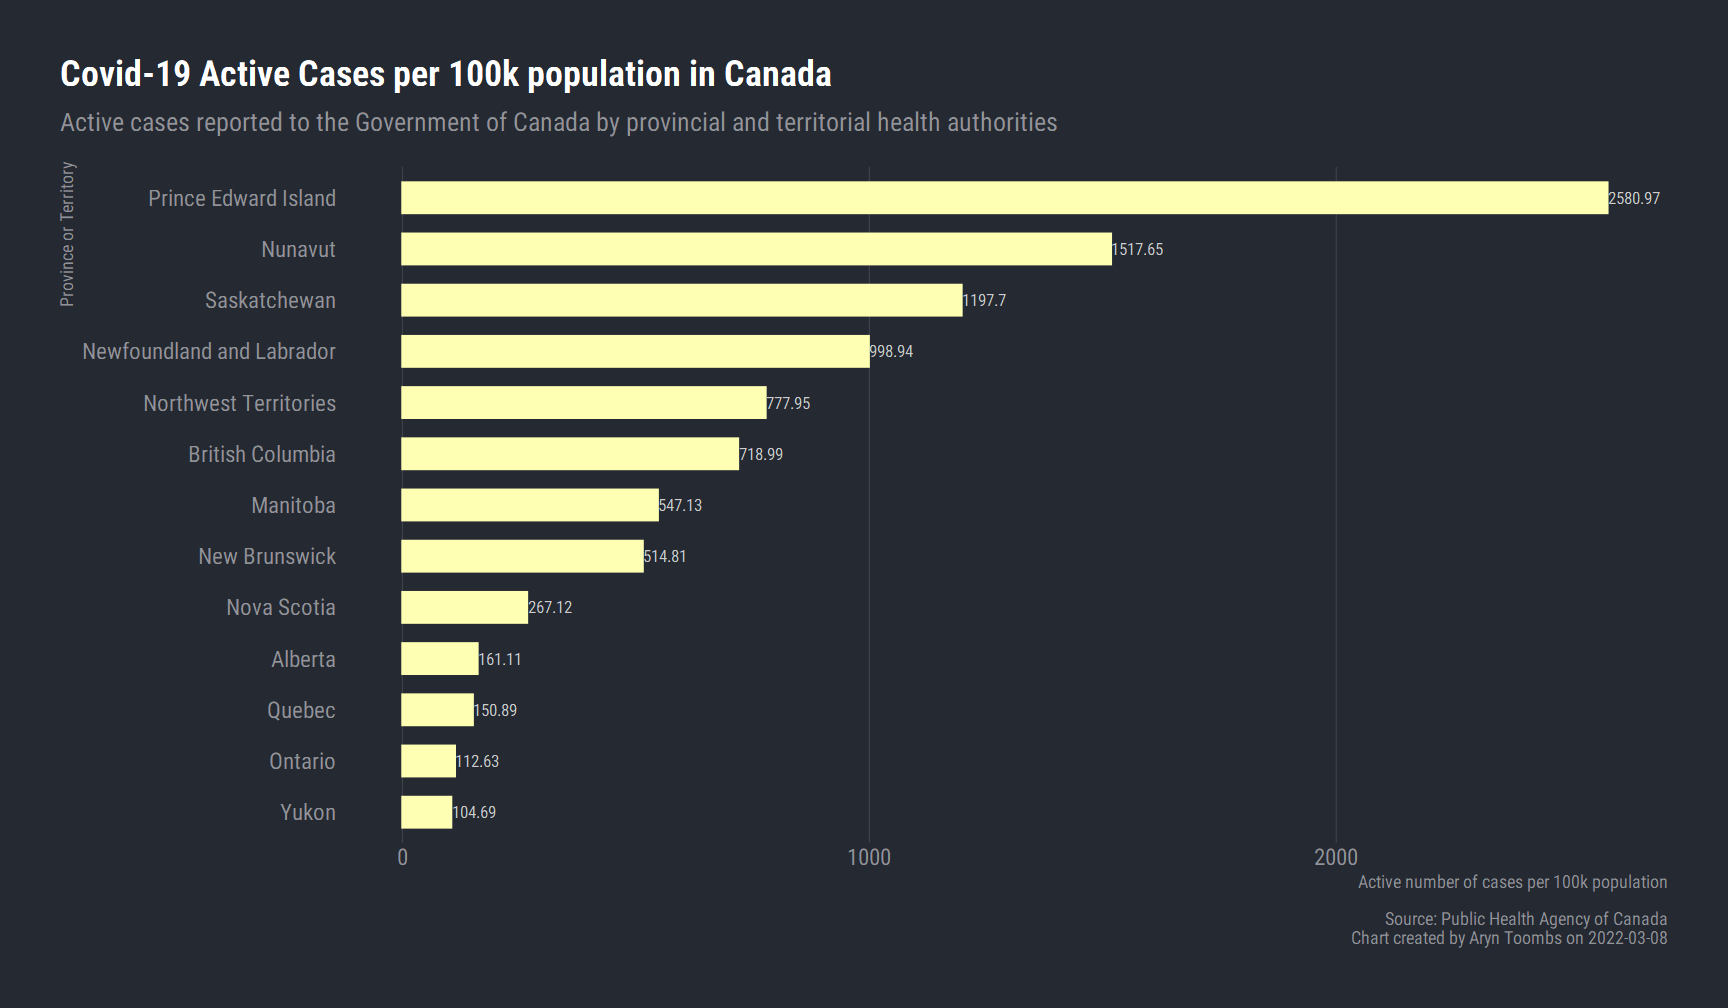 Covid-19 Active Cases per 100k population in Canada
Active cases reported to the Government of Canada by provincial and territorial health authorities
Province or Territory
Prince Edward Island 2580.97
Nunavut 1517.65
Saskatchewan 1197.7
Newfoundland and Labrador 998.94
Northwest Territories 777.95
British Columbia 718.99
Manitoba 547.13
New Brunswick 514.81
Nova Scotia 267.12
Alberta 161.11
Quebec 150.89
Ontario 112.63
Yukon 104.69
0 1000 2000
Active number of cases per 100k population
Source: Public Health Agency of Canada
Chart created by Aryn Toombs on 2022-03-08